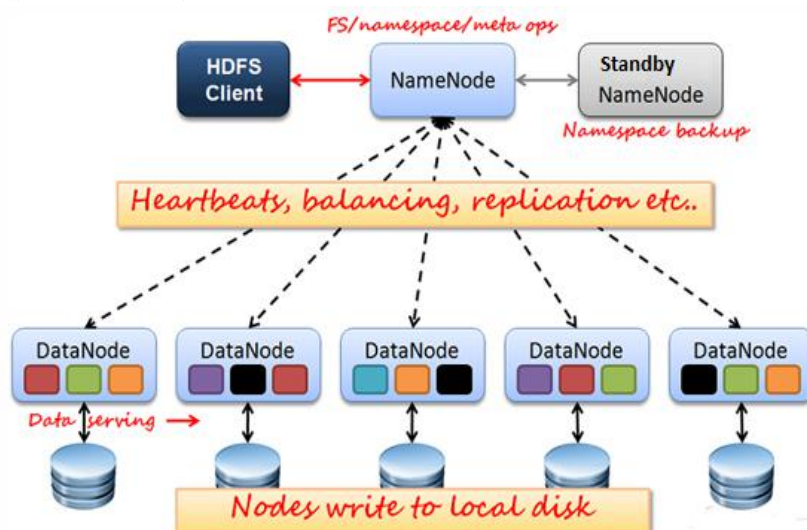 FS/namespace/meta ops
HDFS
Client
NameNode
Standby
NameNode
Namespace backup
Heartbeats, balancing, replication etc..
DataNode
DataNode
DataNode
DataNode
DataNode
Data serving
Nodes write to local disk